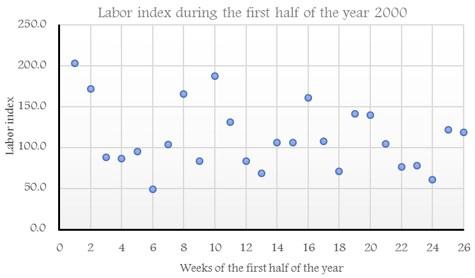 Labor index during the first half of the year 2000
250.0
200.0
150.0
100.0
50.0
0.0
Labor index
0 2 4 6 8 10 12 14 16 18 20 22 24 26
Weeks of the first half of the year